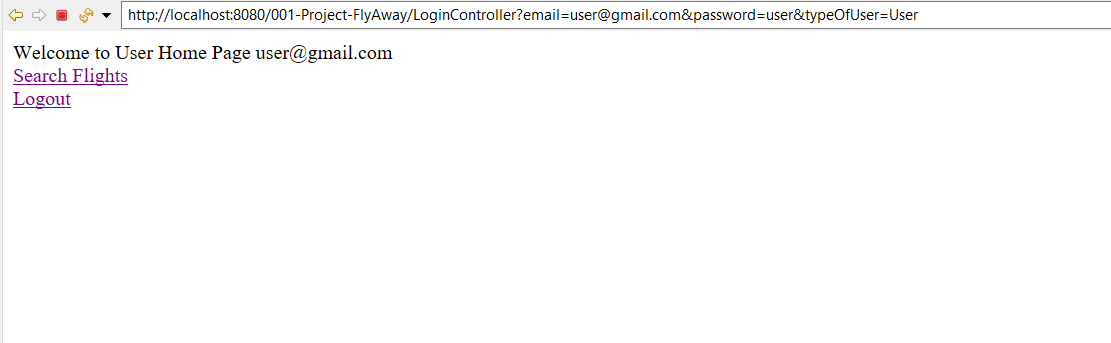 http://localhost:8080/001-Project-FlyAway/LoginController?email=user@gmail.com&password=user&typeOfUser=User
Welcome to User Home Page user@gmail.com
Search Flights
Logout